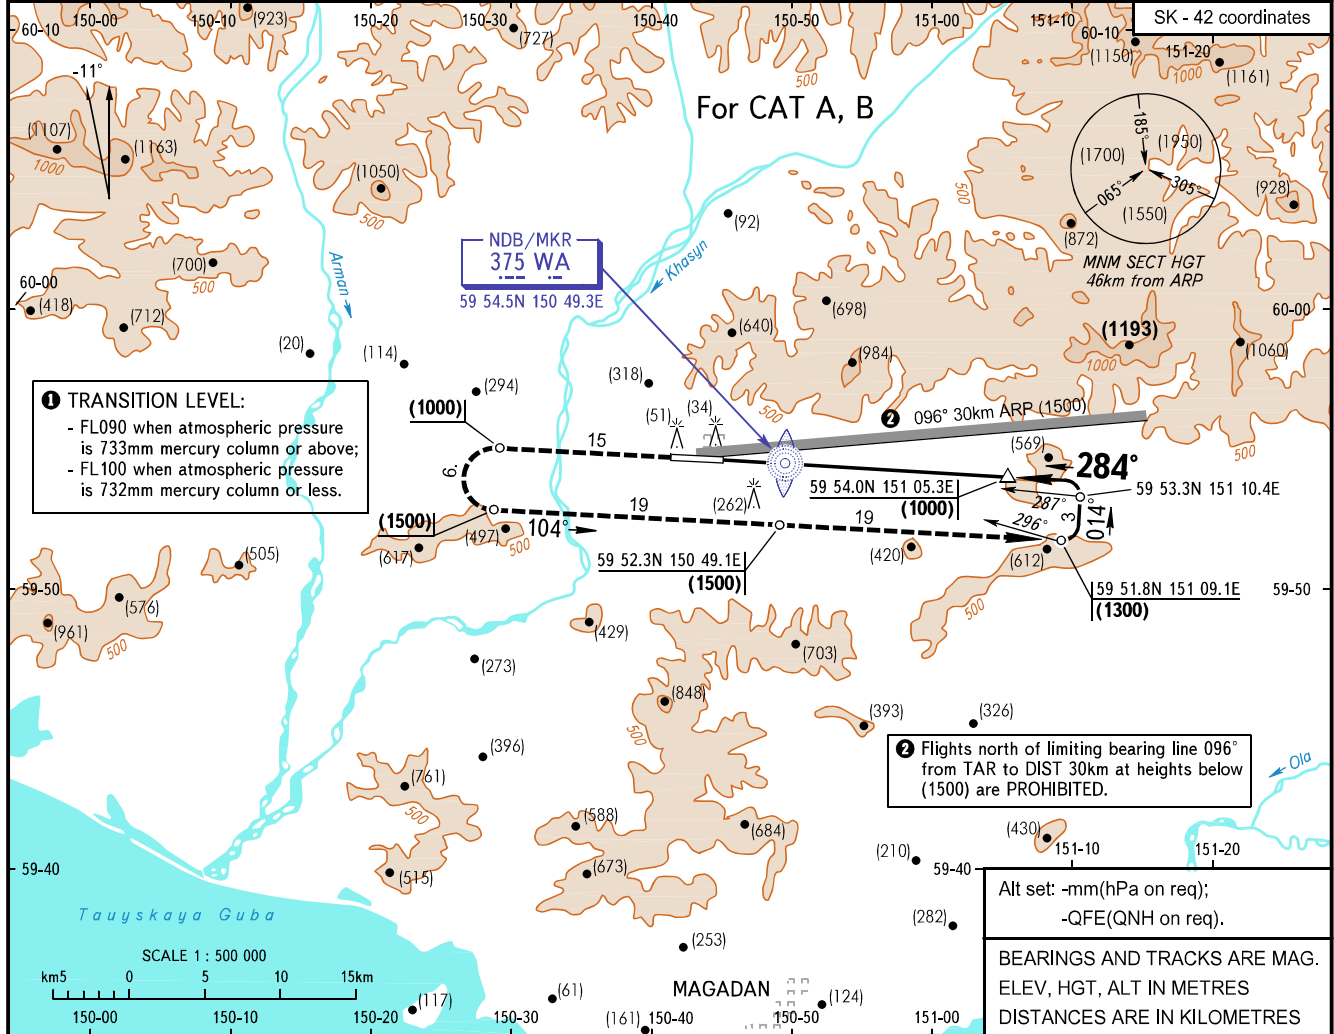 150-00 150-10 150-20 150-30 150-40 150-50 151-00 151-10
SK - 42 coordinates
60-10
(923)
(727)
500
60-10
(1150)
151-20
1000
(1161)
-11°
For CAT A, B
(1107)
(1163)
1000
(1050)
500
185°
(1700)
(1950)
065°
305°
(1550)
500
(928)
(92)
(872)
MNM SECT HGT
46km from ARP
NDB/MKR
375 WA
59 54.5N 150 49.3E
Arman
Khasyn
(700)
500
60-00
(418)
(712)
(698)
60-00
(20)
(114)
(640)
(984)
(1193)
1000
(1060)
(294)
(318)
500
1 TRANSITION LEVEL:
- FL090 when atmospheric pressure
is 733mm mercury column or above;
- FL100 when atmospheric pressure
is 732mm mercury column or less.
(1000)
(51)
(34)
2 096° 30km ARP (1500)
15
(569)
500
284°
6.
59 54.0N 151 05.3E
(1000)
287°
59 53.3N 151 10.4E
(262)
19
19
296°
3
014°
(1500)
104°
(497)
500
(617)
59 52.3N 150 49.1E
(1500)
(420)
(612)
59 51.8N 151 09.1E
(1300)
500
(505)
59-50
(576)
(961)
500
(429)
(703)
(273)
(848)
500
(393)
(326)
(396)
2 Flights north of limiting bearing line 096°
from TAR to DIST 30km at heights below
(1500) are PROHIBITED.
Ola
(761)
500
(588)
(684)
(430)
151-10
151-20
59-40
(515)
(673)
(210)
59-40
Alt set: -mm(hPa on req);
-QFE(QNH on req).
Tauyskaya Guba
(282)
(253)
SCALE 1 : 500 000
km5 0 5 10 15km
BEARINGS AND TRACKS ARE MAG.
ELEV, HGT, ALT IN METRES
DISTANCES ARE IN KILOMETRES
MAGADAN
(117)
(61)
(124)
(161)
150-00 150-10 150-20 150-30 150-40 150-50 151-00
59-50